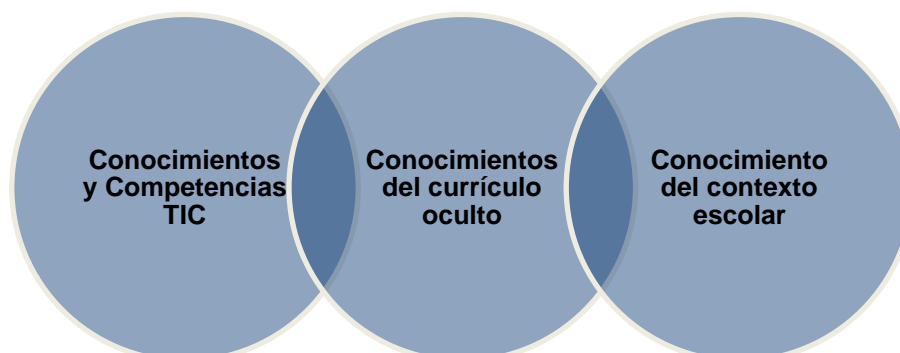 Conocimientos
y Competencias
TIC
Conocimientos
del currículo
oculto
Conocimiento
del contexto
escolar